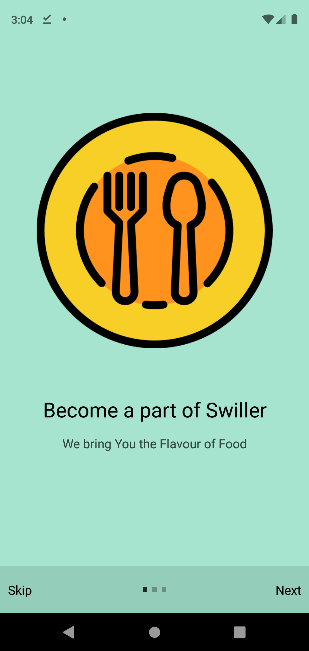 3:04
Become a part of Swiller
We bring You the Flavour of Food
Skip
Next